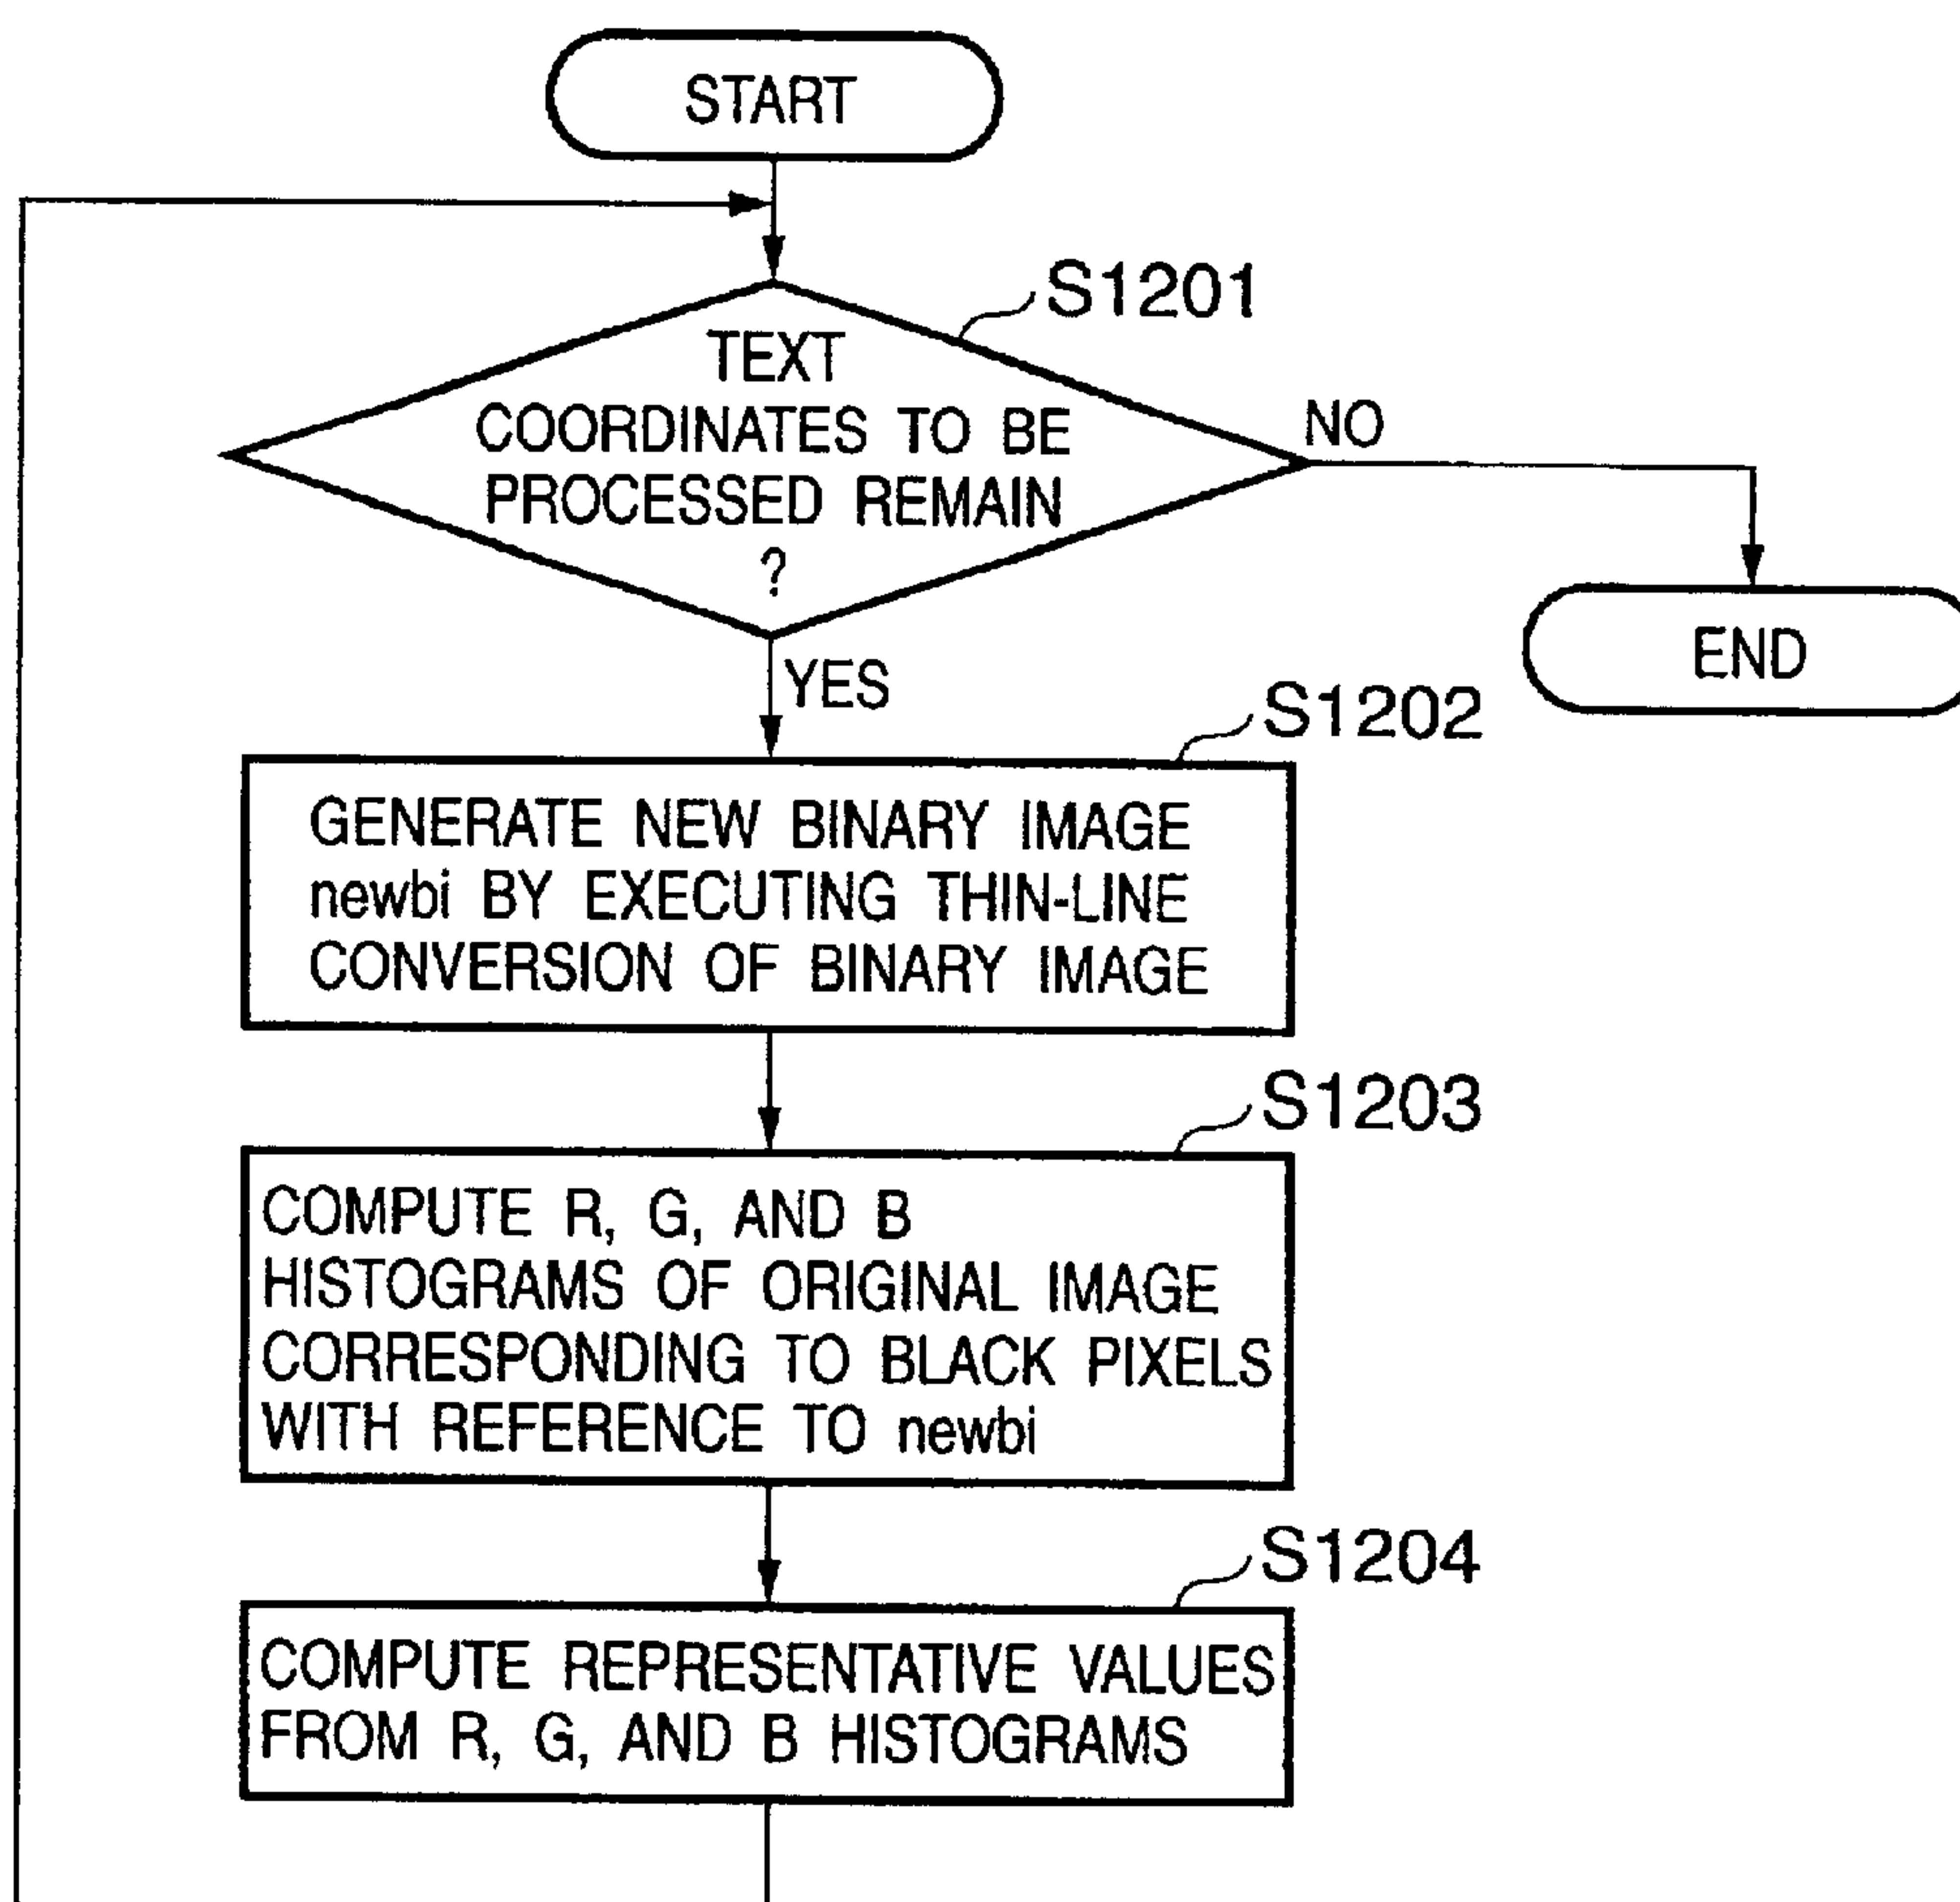 START
S1201
TEXT
COORDINATES TO BE
PROCESSED REMAIN
?
NO
END
YES
S1202
GENERATE NEW BINARY IMAGE
newbi BY EXECUTING THIN-LINE
CONVERSION OF BINARY IMAGE
S1203
COMPUTE R, G, AND B
HISTOGRAMS OF ORIGINAL IMAGE
CORRESPONDING TO BLACK PIXELS
WITH REFERENCE TO newbi
S1204
COMPUTE REPRESENTATIVE VALUES
FROM R, G, AND B HISTOGRAMS